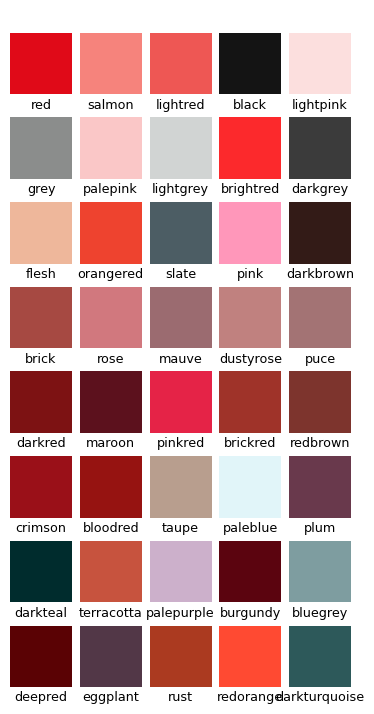 red salmon lightred black lightpink
grey palepink lightgrey brightred darkgrey
flesh orangered slate pink darkbrown
brick rose mauve dustyrose puce
darkred maroon pinkred brickred redbrown
crimson bloodred taupe paleblue plum
darkteal terracotta palepurple burgundy bluegrey
deepred eggplant rust redorange darkturquoise